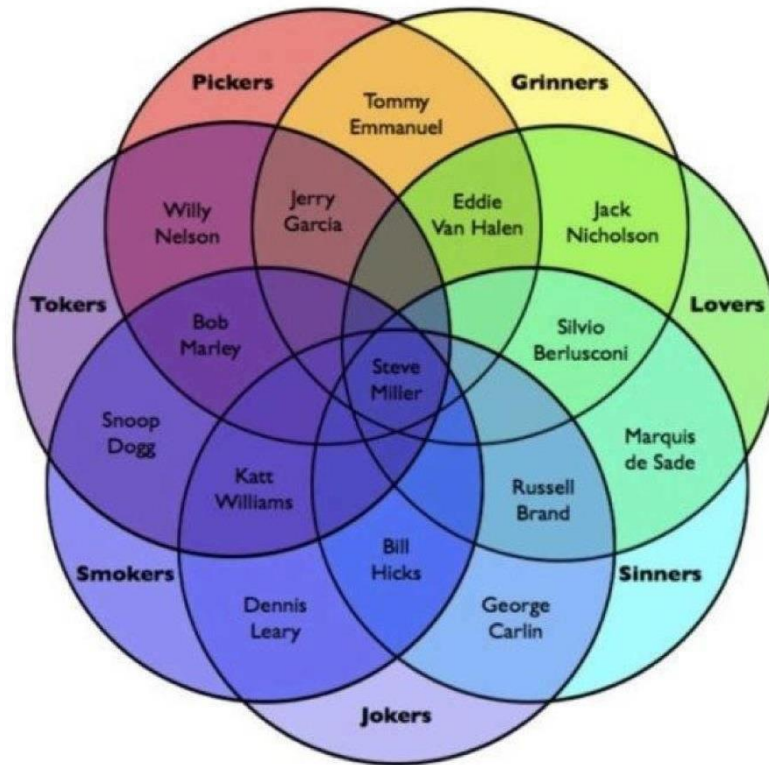 Pickers
Grinners
Tommy
Emmanuel
Willy
Nelson
Jerry
Garcia
Eddie
Van Halen
Jack
Nicholson
Tokers
Lovers
Bob
Marley
Silvio
Berlusconi
Steve
Miller
Snoop
Dogg
Marquis
de Sade
Katt
Williams
Russell
Brand
Bill
Hicks
Smokers
Sinners
Dennis
Leary
George
Carlin
Jokers